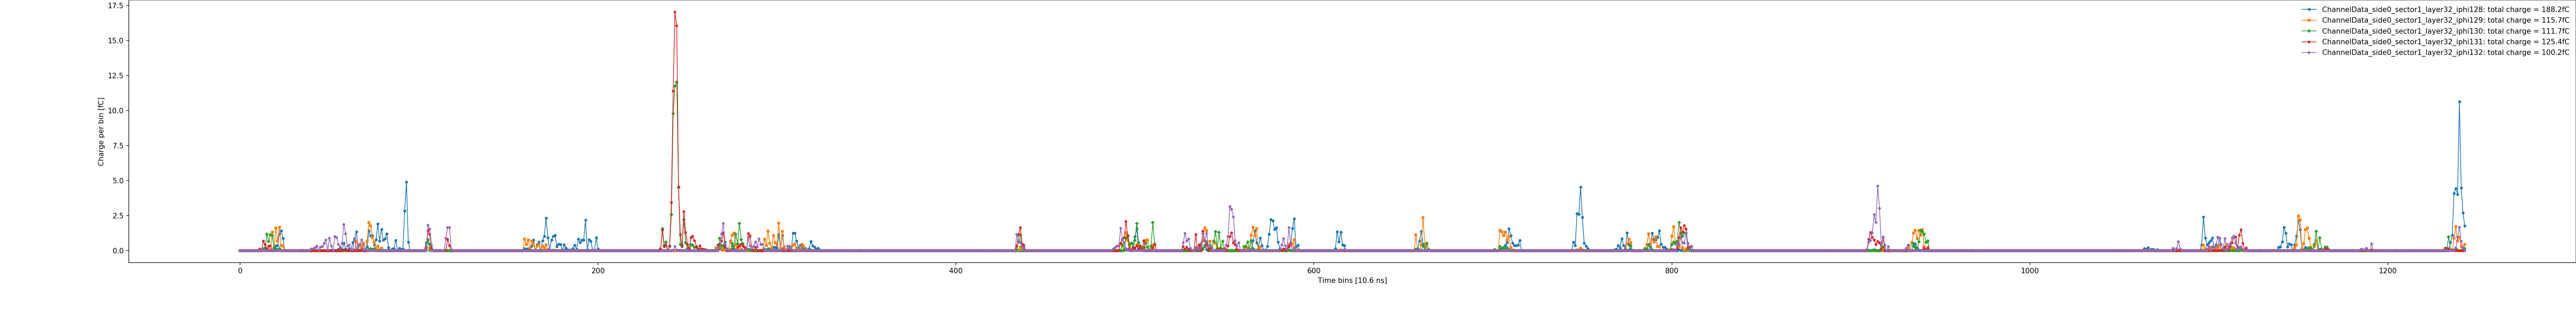 17.5
15.0
12.5
10.0
7.5
5.0
2.5
0.0
Charge per bin [fC]
0 200 400 600 800 1000 1200
Time bins [10.6 ns]
ChannelData_side0_sector1_layer32_iphi128: total charge = 188.2fC
ChannelData_side0_sector1_layer32_iphi129: total charge = 115.7fC
ChannelData_side0_sector1_layer32_iphi130: total charge = 111.7fC
ChannelData_side0_sector1_layer32_iphi131: total charge = 125.4fC
ChannelData_side0_sector1_layer32_iphi132: total charge = 100.2fC